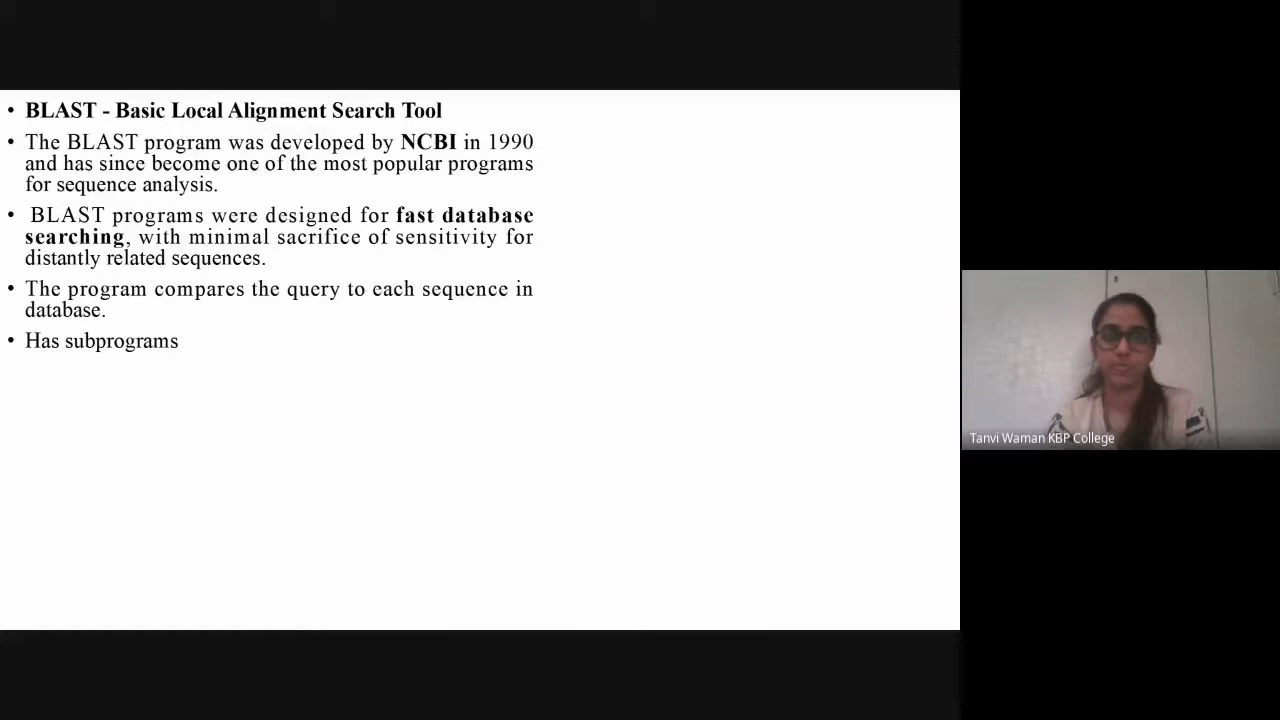 • BLAST - Basic Local Alignment Search Tool
• The BLAST program was developed by NCBI in 1990
and has since become one of the most popular programs
for sequence analysis.
• BLAST programs were designed for fast database
searching, with minimal sacrifice of sensitivity for
distantly related sequences.
• The program compares the query to each sequence in
database.
• Has subprograms
Tanvi Waman KBP College